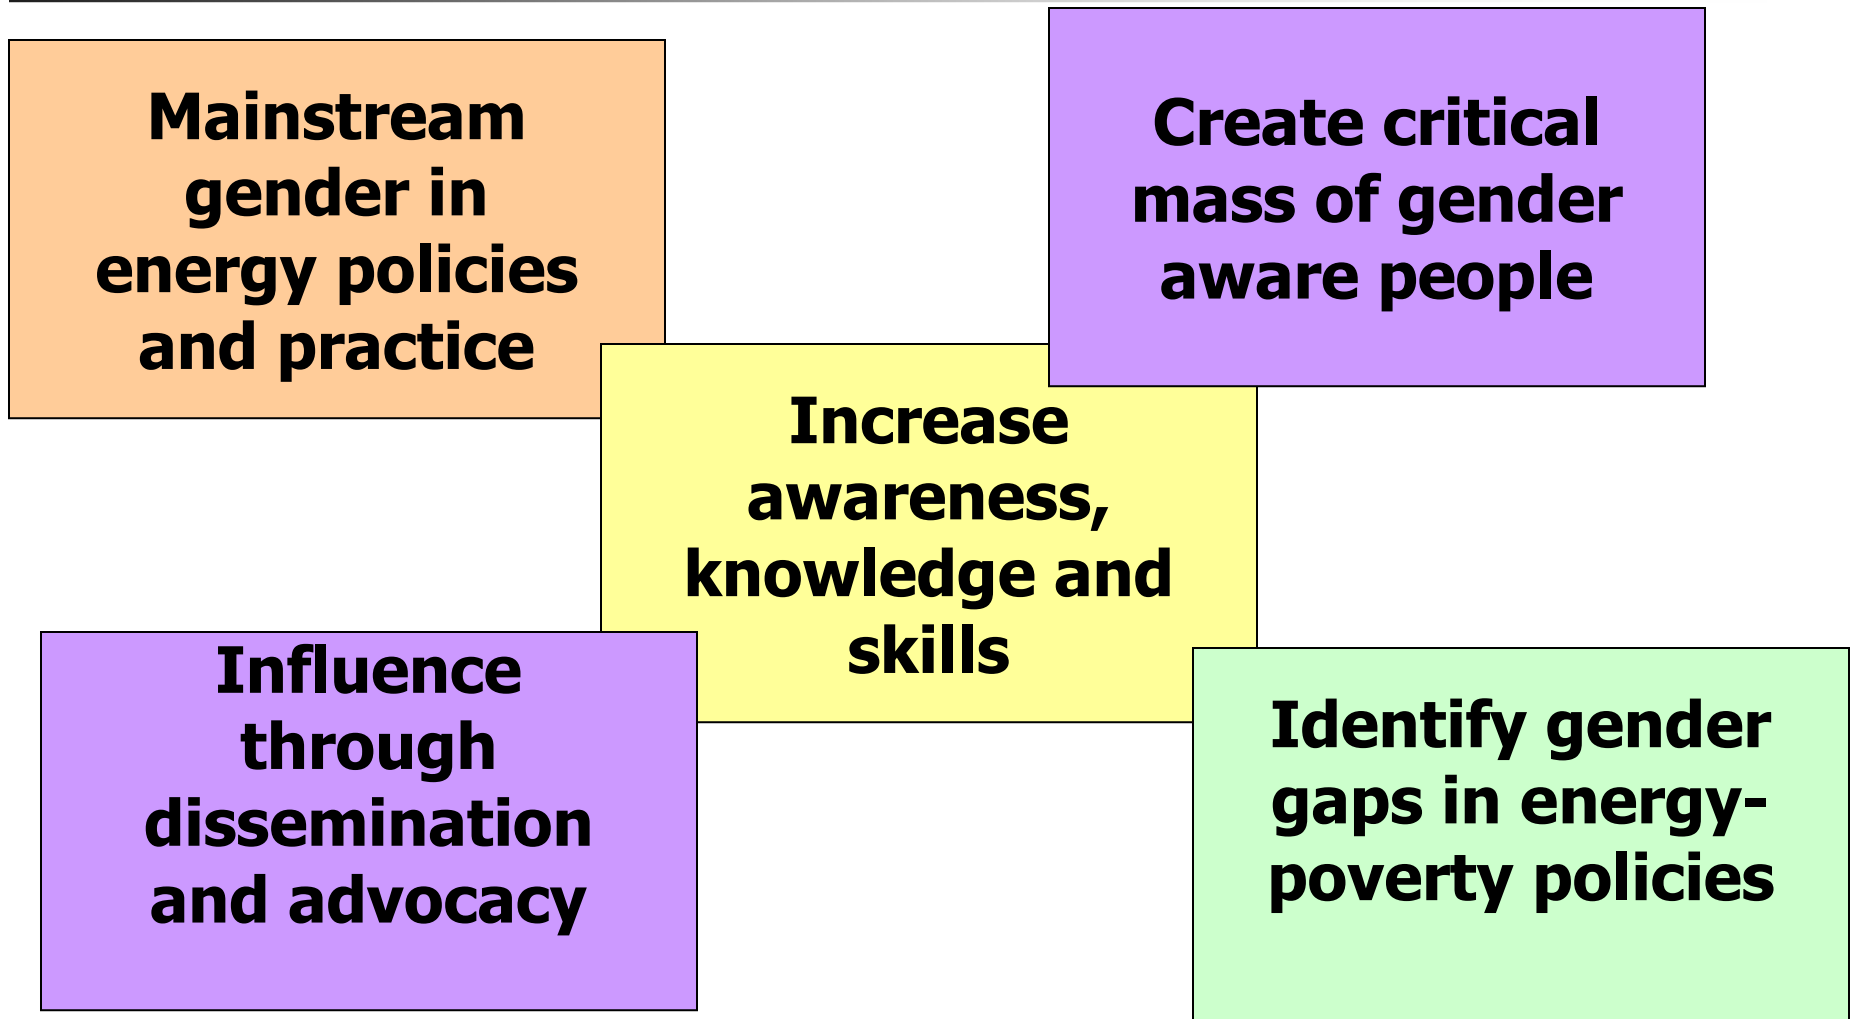 Mainstream
gender in
energy policies
and practice
Create critical
mass of gender
aware people
Increase
awareness,
knowledge and
skills
Influence
through
dissemination
and advocacy
Identify gender
gaps in energy-
poverty policies